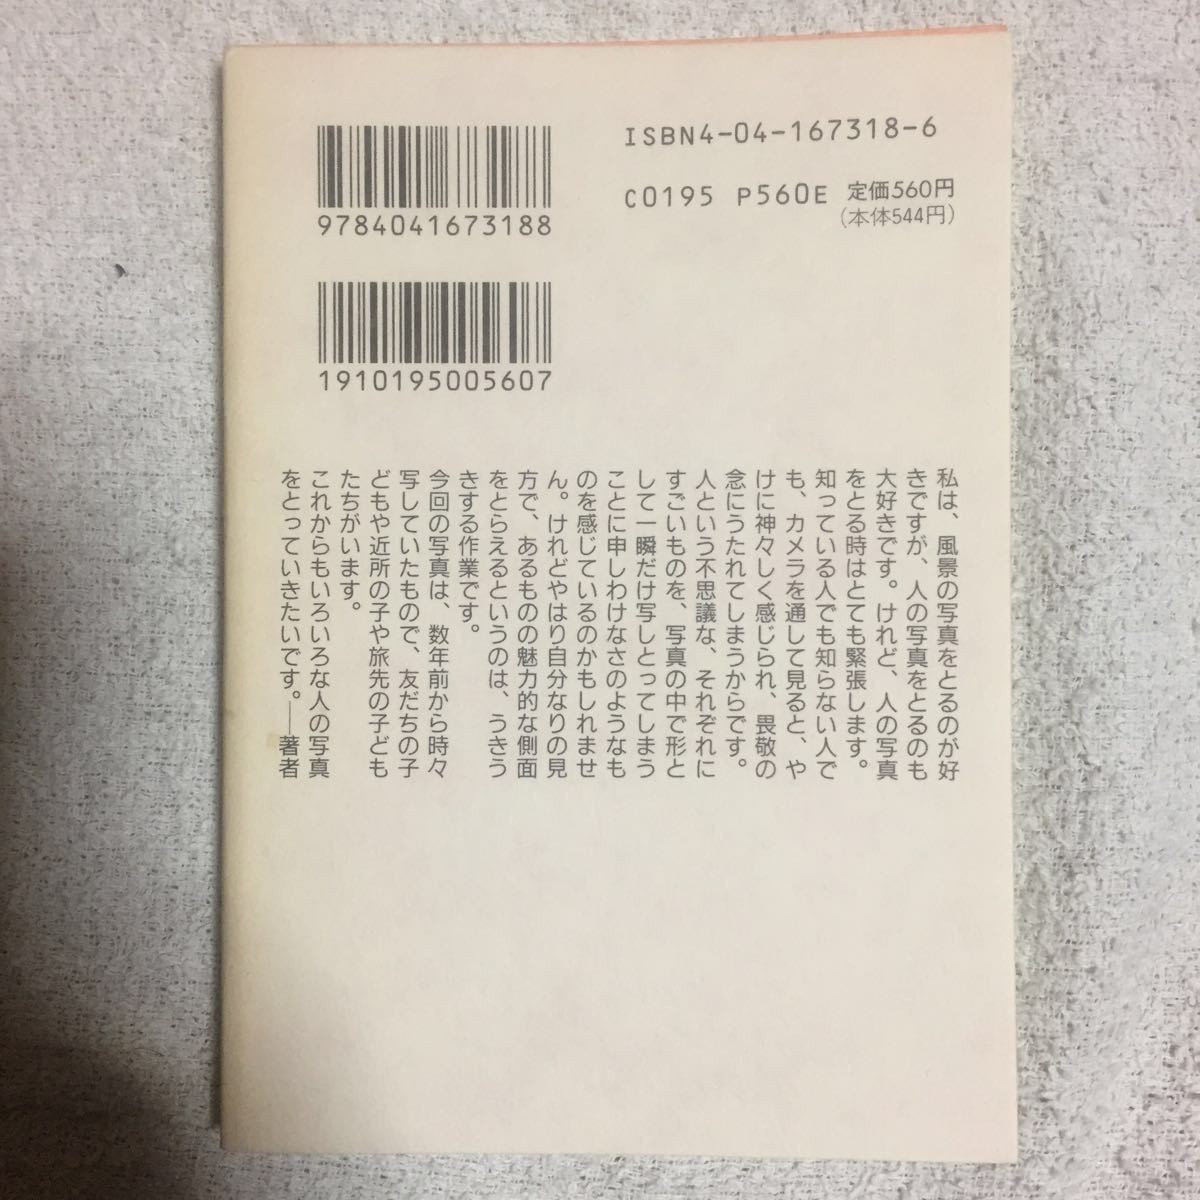 ISBN4-04-167318-6
C0195 P560E 定価560円
(本体544円)
9784041673188
1910195005607
私は、風景の写真をとるのが好
きですが、人の写真をとるのも
大好きです。けれど、人の写真
をとる時はとても緊張します。
知っている人でも知らない人で
も、カメラを通して見ると、や
けに神々しく感じられ、畏敬の
念にうたれてしまうからです。
人という不思議な、それぞれに
すごいものを、写真の中で形と
して一瞬だけ写しとってしまう
ことに申しわけなさのようなも
のを感じているのかもしれませ
ん。けれどやはり自分なりの見
方で、あるものの魅力的な側面
をとらえるというのは、うきう
きする作業です。
今回の写真は、数年前から時々
写していたもので、友だちの子
どもや近所の子や旅先の子ども
たちがいます。
これからもいろいろな人の写真
をとっていきたいです。——著者